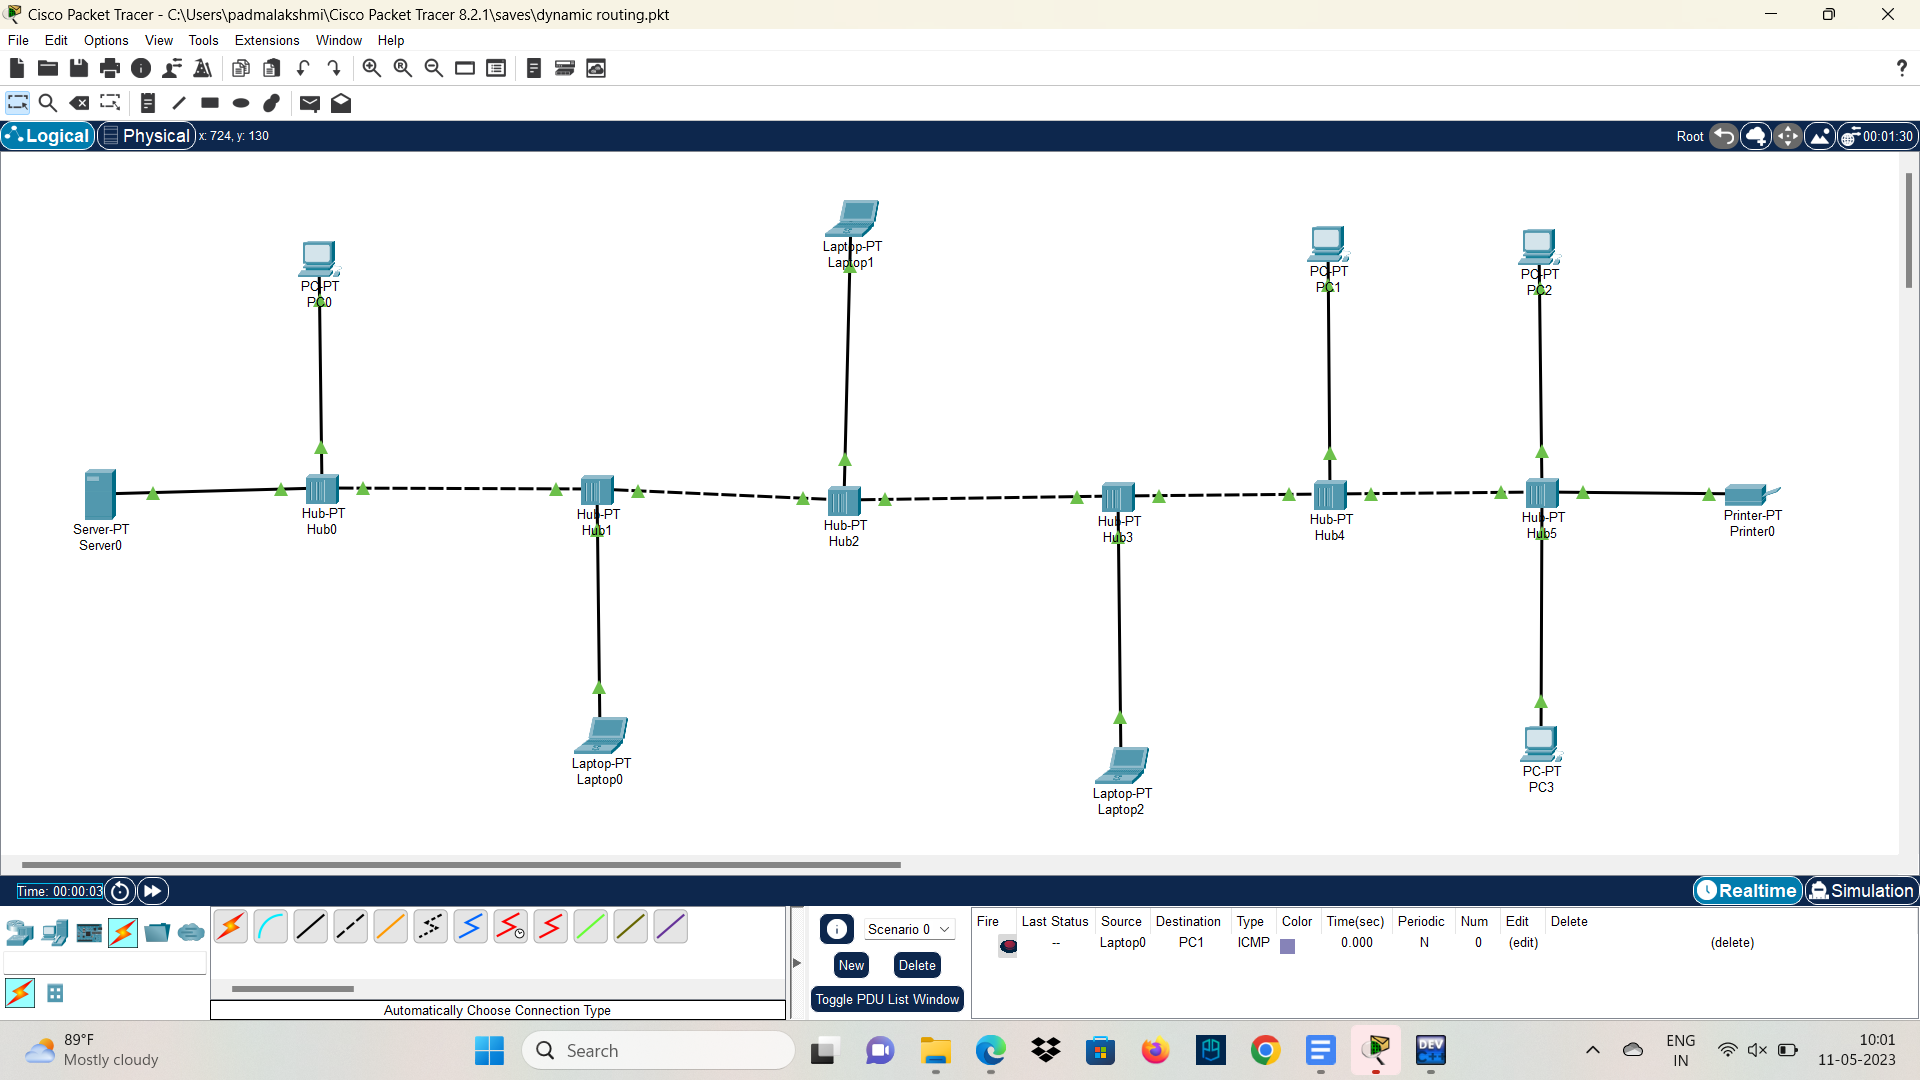 Cisco Packet Tracer - C:\Users\padmalakshmi\Cisco Packet Tracer 8.2.1\saves\dynamic routing.pkt
File Edit Options View Tools Extensions Window Help
?
Logical Physical x: 724, y: 130 Root 00:01:30
Laptop-PT
Laptop1
PC-PT
PC0
PC-PT
PC1
PC-PT
PC2
Server-PT
Server0
Hub-PT
Hub0
Hub-PT
Hub1
Hub-PT
Hub2
Hub-PT
Hub3
Hub-PT
Hub4
Hub-PT
Hub5
Printer-PT
Printer0
Laptop-PT
Laptop0
Laptop-PT
Laptop2
PC-PT
PC3
Time: 00:00:03 Realtime Simulation
Scenario 0
New Delete
Toggle PDU List Window
Fire Last Status Source Destination Type Color Time(sec) Periodic Num Edit Delete
-- Laptop0 PC1 ICMP 0.000 N 0 (edit) (delete)
Automatically Choose Connection Type
89°F
Mostly cloudy
Search
DEV
C++
ENG
IN
10:01
11-05-2023